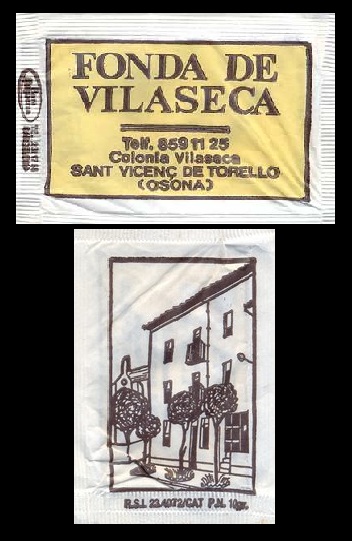 FONDA DE
VILASECA
Telf. 859 11 25
Colonia Vilaseca
SANT VICENÇ DE TORELLO
(OSONA)
R.S.I. 23.4072/CAT P.N. 10gr.